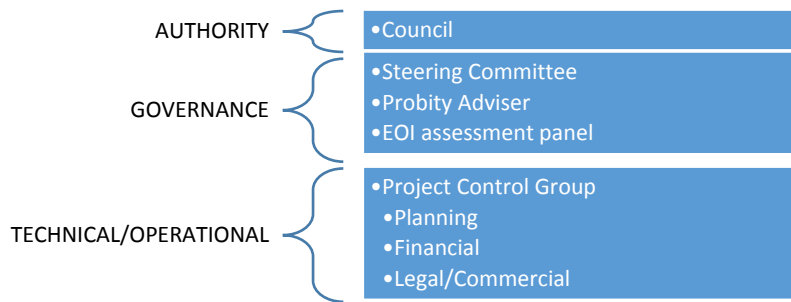 AUTHORITY
•Council
GOVERNANCE
•Steering Committee
•Probity Adviser
•EOI assessment panel
TECHNICAL/OPERATIONAL
•Project Control Group
•Planning
•Financial
•Legal/Commercial